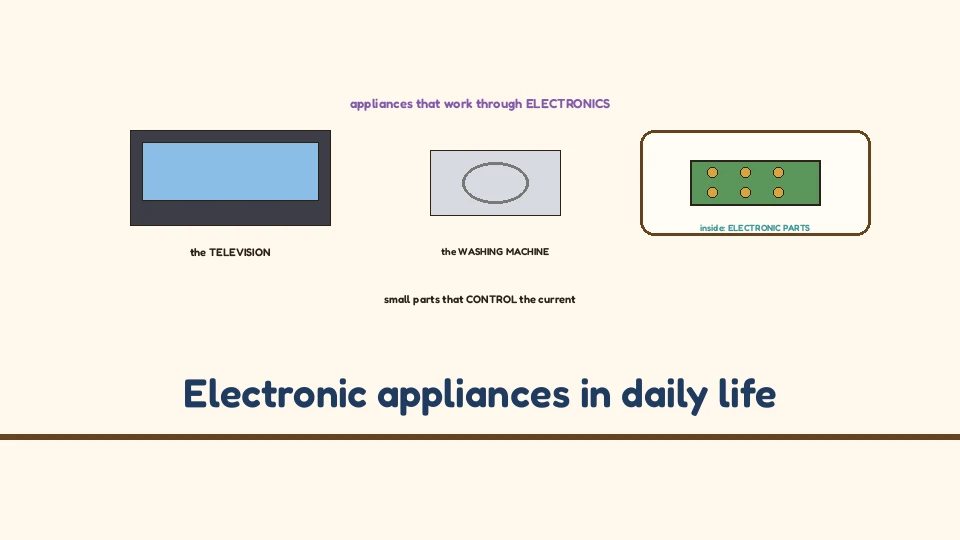 appliances that work through ELECTRONICS
inside: ELECTRONIC PARTS
the TELEVISION
the WASHING MACHINE
small parts that CONTROL the current
Electronic appliances in daily life